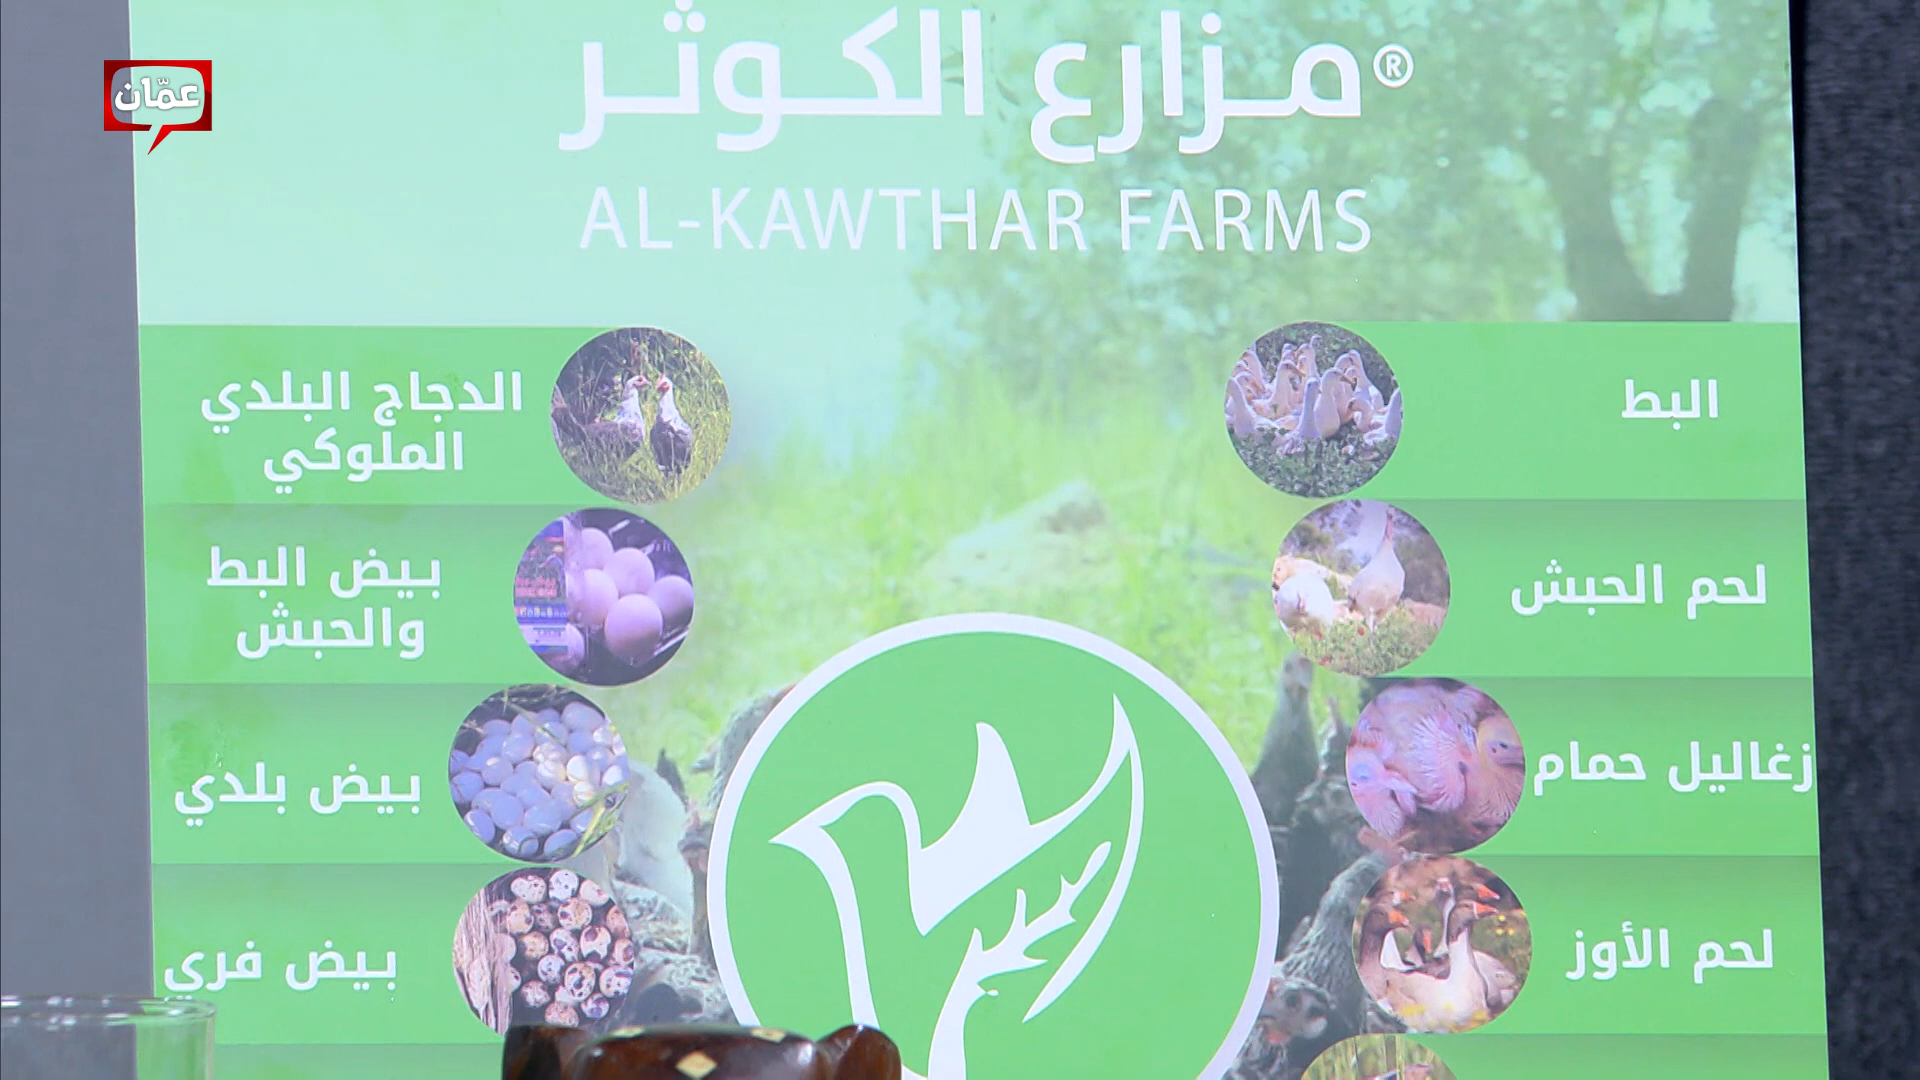 عمّان
مزارع الكوثر®
AL-KAWTHAR FARMS
البط
لحم الحبش
زغاليل حمام
لحم الأوز
الدجاج البلدي
الملوكي
بيض البط
والحبش
بيض بلدي
بيض فري